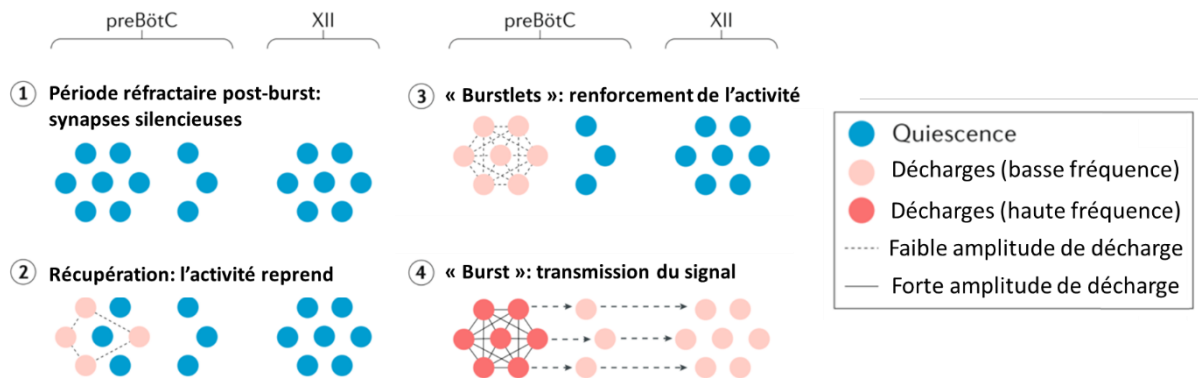 preBötC
XII
preBötC
XII
1 Période réfractaire post-burst:
synapses silencieuses
2 Récupération: l'activité reprend
3 « Burstlets »: renforcement de l'activité
4 « Burst »: transmission du signal
Quiescence
Décharges (basse fréquence)
Décharges (haute fréquence)
Faible amplitude de décharge
Forte amplitude de décharge